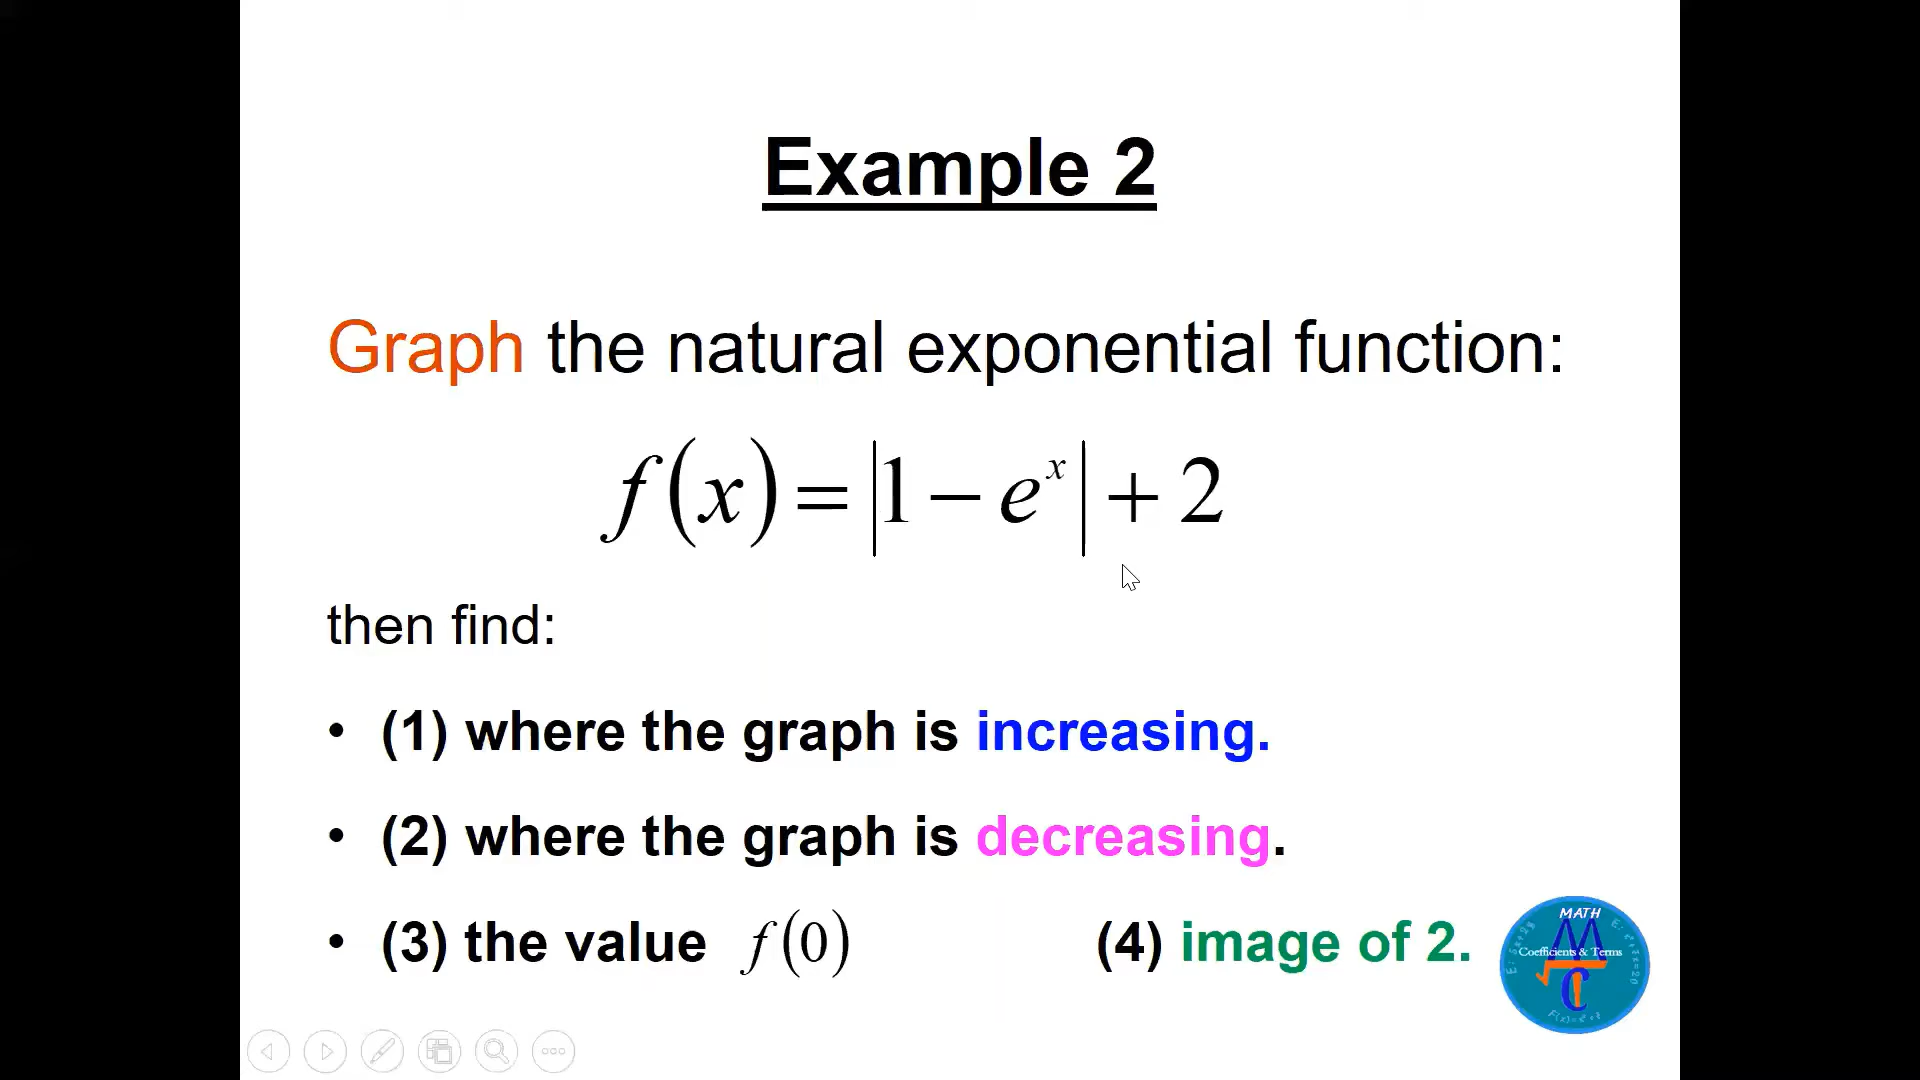 Example 2
Graph the natural exponential function:
f(x) = |1 − eˣ| + 2
then find:
• (1) where the graph is increasing.
• (2) where the graph is decreasing.
• (3) the value f(0) (4) image of 2.
MATH
Coefficients & Terms